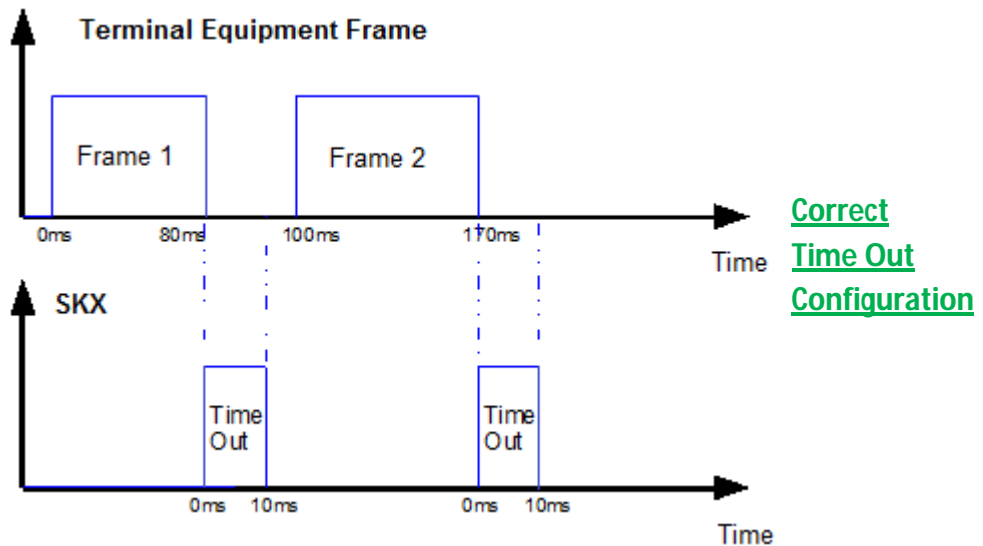 Terminal Equipment Frame
Frame 1
Frame 2
0ms 80ms 100ms 170ms
Time
Correct
Time Out
Configuration
SKX
Time
Out
Time
Out
0ms 10ms 0ms 10ms
Time